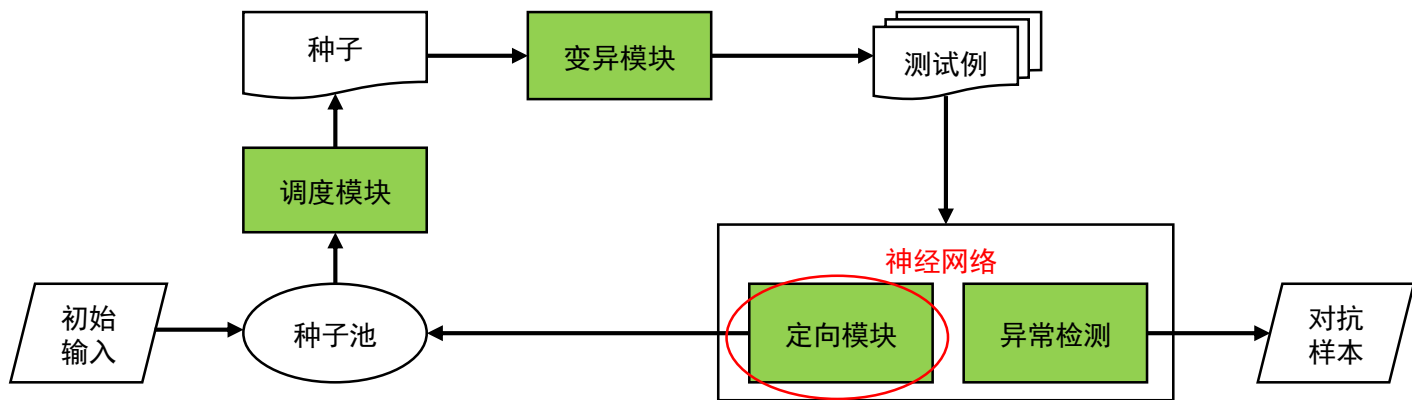 种子
变异模块
测试例
调度模块
神经网络
初始
输入
种子池
定向模块
异常检测
对抗
样本